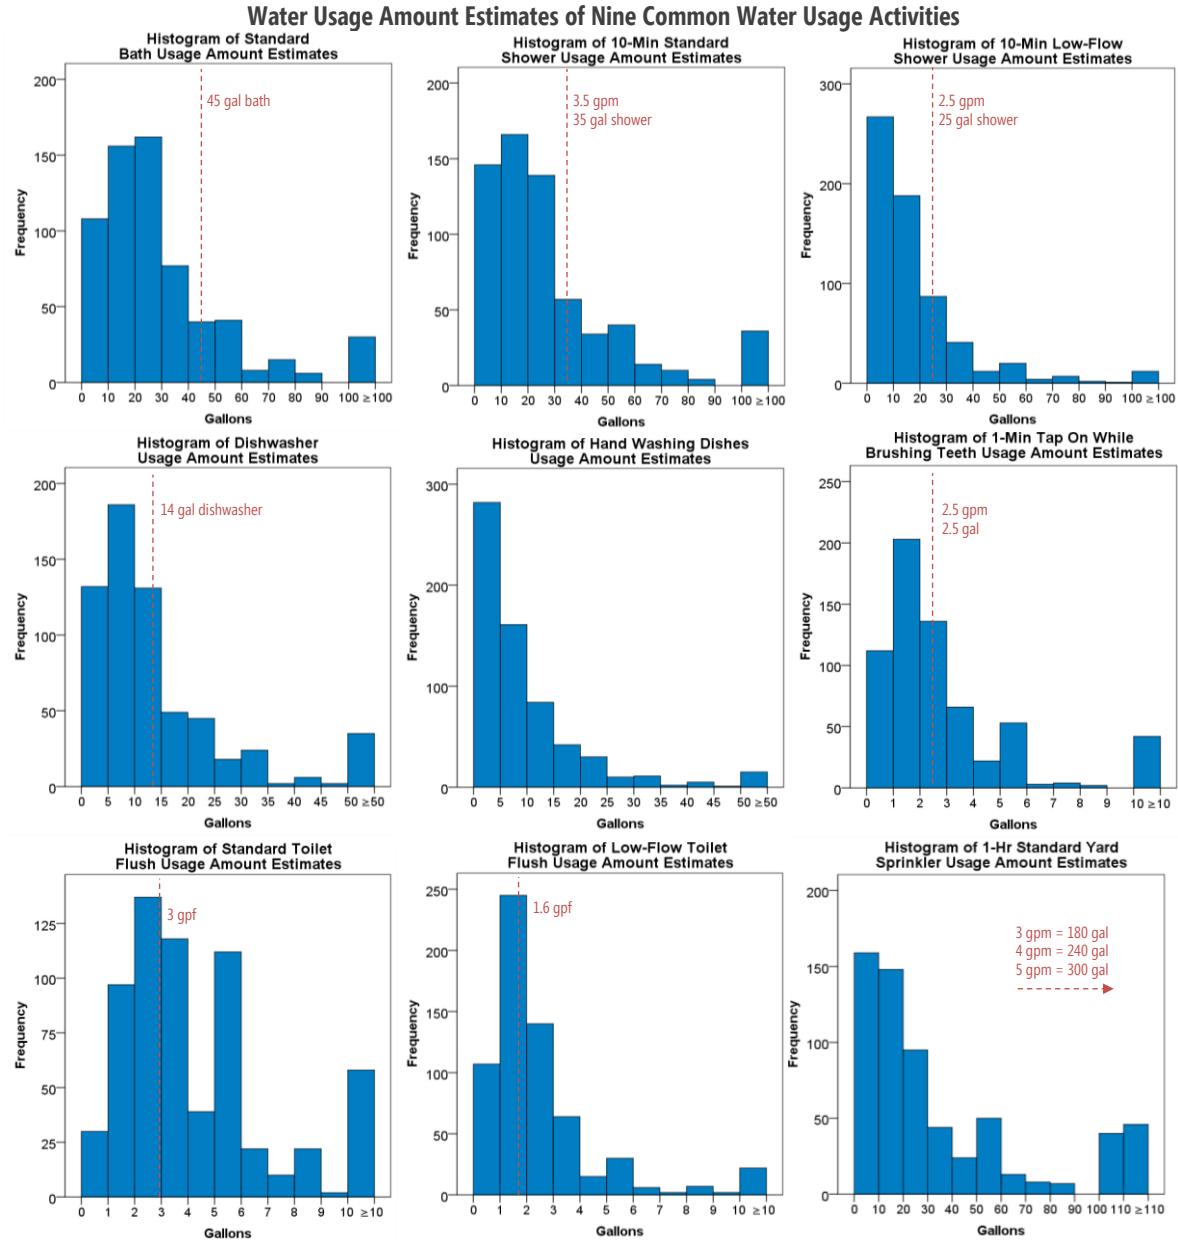 Water Usage Amount Estimates of Nine Common Water Usage Activities
Histogram of Standard
Bath Usage Amount Estimates
200
150
100
50
0
Frequency
45 gal bath
0 10 20 30 40 50 60 70 90 90 100 ≥100
Gallons
Histogram of 10-Min Standard
Shower Usage Amount Estimates
200
150
100
50
0
Frequency
3.5 gpm
35 gal shower
0 10 20 30 40 50 60 70 80 90 100 ≥100
Gallons
Histogram of 10-Min Low-Flow
Shower Usage Amount Estimates
300
200
100
0
Frequency
2.5 gpm
25 gal shower
0 10 20 30 40 50 60 70 80 90 100 ≥100
Gallons
Histogram of Dishwasher
Usage Amount Estimates
200
150
100
50
0
Frequency
14 gal dishwasher
0 5 10 15 20 25 30 35 40 45 50 ≥50
Gallons
Histogram of Hand Washing Dishes
Usage Amount Estimates
300
200
100
0
Frequency
0 5 10 15 20 25 30 35 40 45 50 ≥50
Gallons
Histogram of 1-Min Tap On While
Brushing Teeth Usage Amount Estimates
250
200
150
100
50
0
Frequency
2.5 gpm
2.5 gal
0 1 2 3 4 5 6 7 8 9 10 ≥10
Gallons
Histogram of Standard Toilet
Flush Usage Amount Estimates
125
100
75
50
25
0
Frequency
3 gpf
0 1 2 3 4 5 6 7 8 9 10 ≥10
Gallons
Histogram of Low-Flow Toilet
Flush Usage Amount Estimates
250
200
150
100
50
0
Frequency
1.6 gpf
0 1 2 3 4 5 6 7 8 9 10 ≥10
Gallons
Histogram of 1-Hr Standard Yard
Sprinkler Usage Amount Estimates
200
150
100
50
0
Frequency
3 gpm = 180 gal
4 gpm = 240 gal
5 gpm = 300 gal
0 10 20 30 40 50 60 70 80 90 100 110 ≥110
Gallons